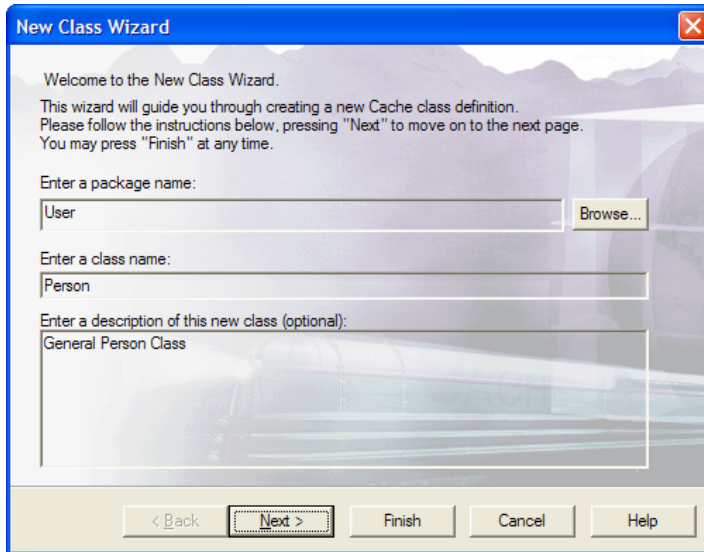 New Class Wizard
Welcome to the New Class Wizard.
This wizard will guide you through creating a new Cache class definition.
Please follow the instructions below, pressing "Next" to move on to the next page.
You may press "Finish" at any time.
Enter a package name:
User
Browse...
Enter a class name:
Person
Enter a description of this new class (optional):
General Person Class
< Back
Next >
Finish
Cancel
Help